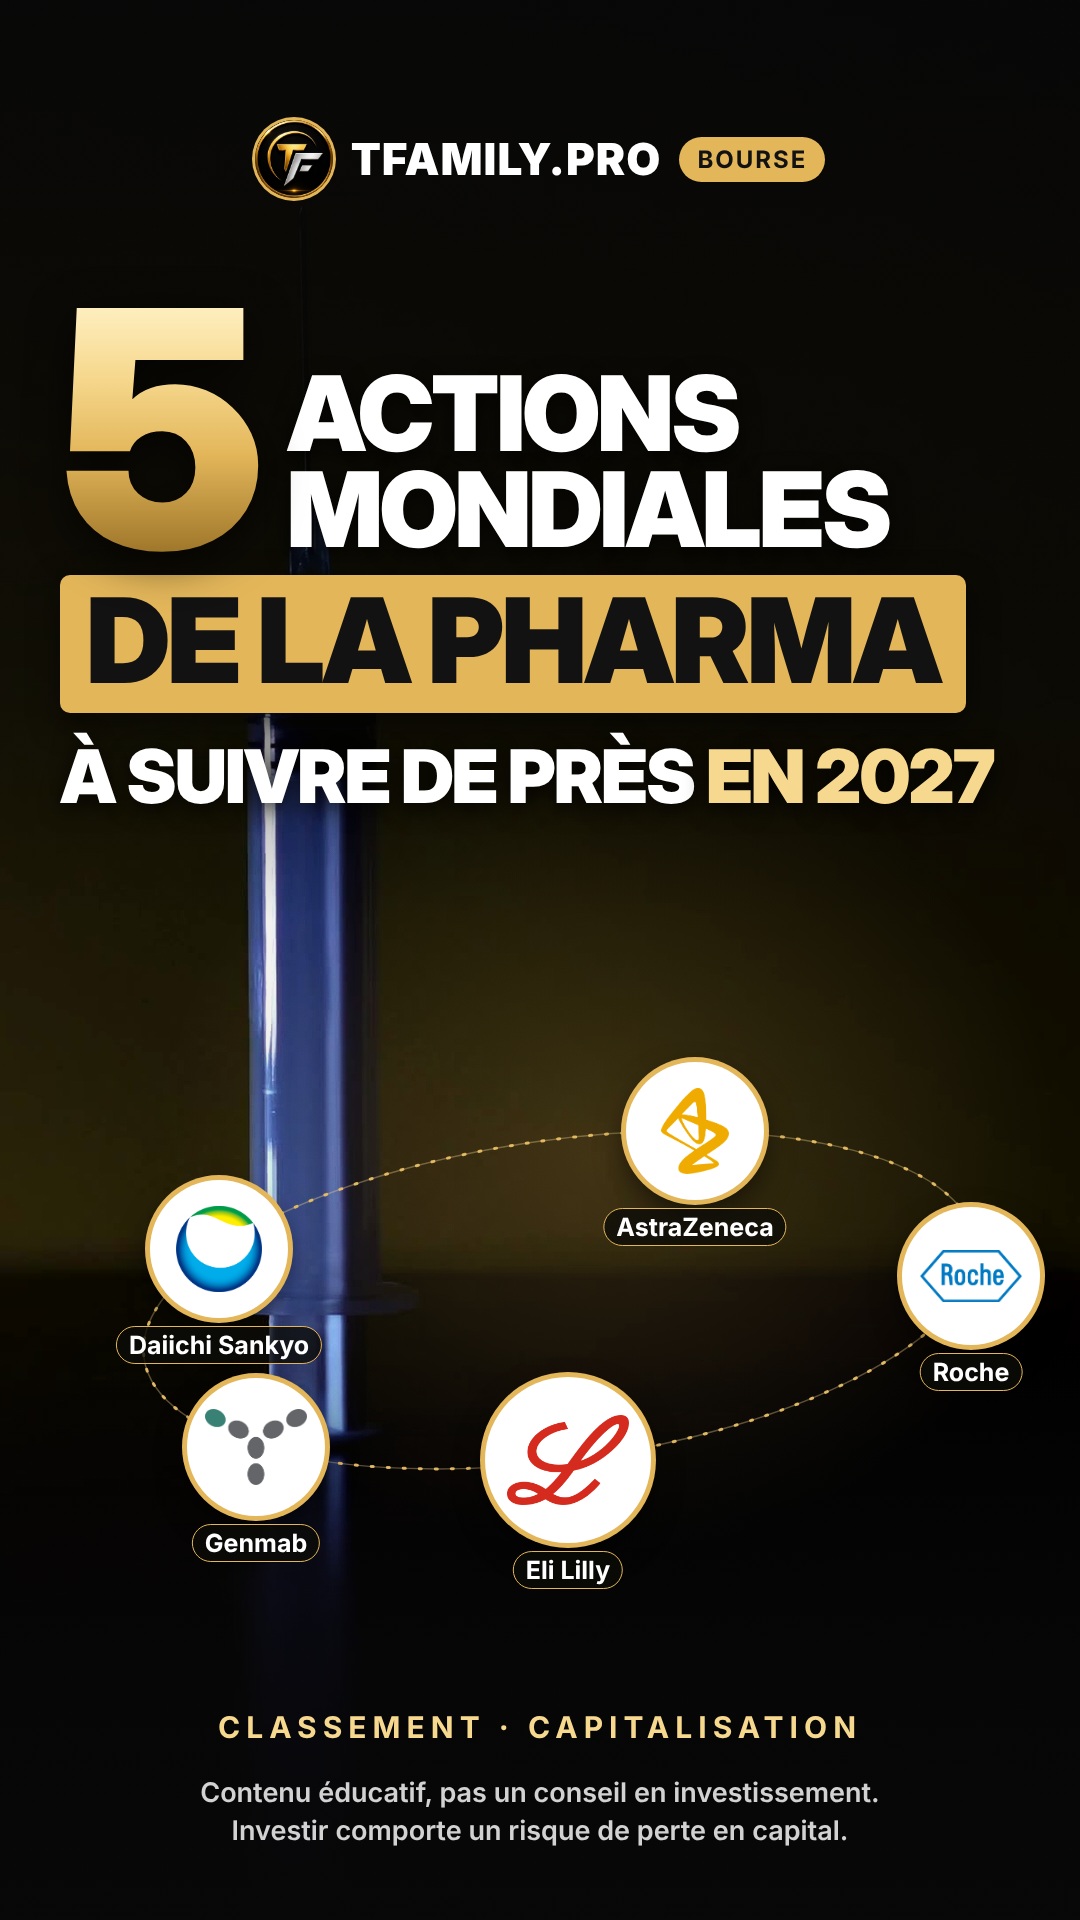 TF TFAMILY.PRO BOURSE
5 ACTIONS
MONDIALES
DE LA PHARMA
À SUIVRE DE PRÈS EN 2027
AstraZeneca
Roche
Roche
Daiichi Sankyo
Genmab
Eli Lilly
CLASSEMENT · CAPITALISATION
Contenu éducatif, pas un conseil en investissement.
Investir comporte un risque de perte en capital.